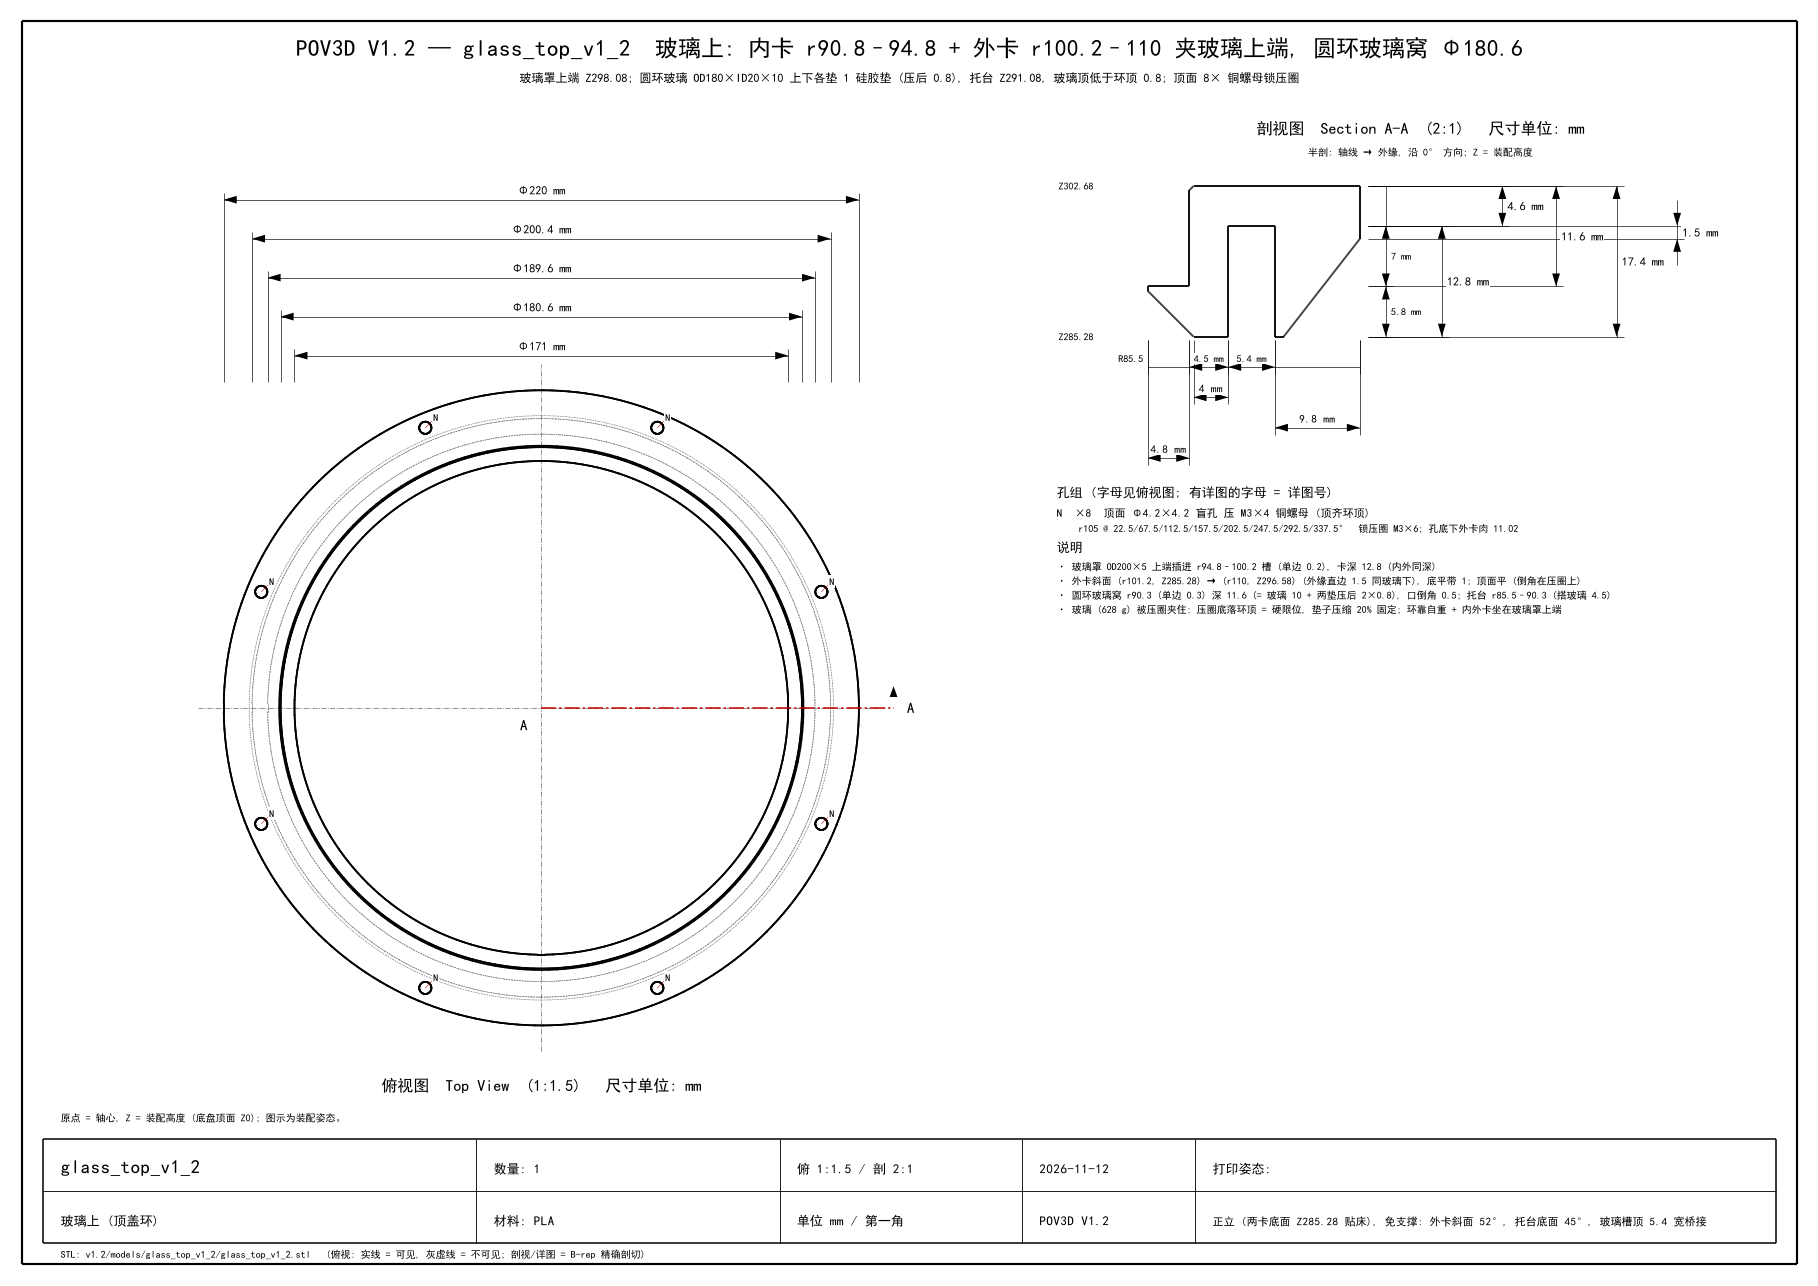 POV3D V1.2 — glass_top_v1_2  玻璃上: 内卡 r90.8–94.8 + 外卡 r100.2–110 夹玻璃上端, 圆环玻璃窝 Φ180.6
玻璃罩上端 Z298.08; 圆环玻璃 OD180×ID20×10 上下各垫 1 硅胶垫 (压后 0.8), 托台 Z291.08, 玻璃顶低于环顶 0.8; 顶面 8× 铜螺母锁压圈
剖视图  Section A-A  (2:1)  尺寸单位: mm
半剖: 轴线 → 外缘, 沿 0° 方向; Z = 装配高度
Φ220 mm
Φ200.4 mm
Φ189.6 mm
Φ180.6 mm
Φ171 mm
Z302.68
Z285.28
4.6 mm
1.5 mm
11.6 mm
17.4 mm
7 mm
12.8 mm
5.8 mm
R85.5
4.5 mm
5.4 mm
4 mm
9.8 mm
4.8 mm
N
N
N
N
N
N
N
N
A
A
孔组 (字母见俯视图; 有详图的字母 = 详图号)
N  ×8  顶面 Φ4.2×4.2 盲孔 压 M3×4 铜螺母 (顶齐环顶)
r105 @ 22.5/67.5/112.5/157.5/202.5/247.5/292.5/337.5°  锁压圈 M3×6; 孔底下外卡肉 11.02
说明
· 玻璃罩 OD200×5 上端插进 r94.8–100.2 槽 (单边 0.2), 卡深 12.8 (内外同深)
· 外卡斜面 (r101.2, Z285.28) → (r110, Z296.58) (外缘直边 1.5 同玻璃下), 底平带 1; 顶面平 (倒角在压圈上)
· 圆环玻璃窝 r90.3 (单边 0.3) 深 11.6 (= 玻璃 10 + 两垫压后 2×0.8), 口倒角 0.5; 托台 r85.5–90.3 (搭玻璃 4.5)
· 玻璃 (628 g) 被压圈夹住: 压圈底落环顶 = 硬限位, 垫子压缩 20% 固定; 环靠自重 + 内外卡坐在玻璃罩上端
俯视图  Top View  (1:1.5)  尺寸单位: mm
原点 = 轴心, Z = 装配高度 (底盘顶面 Z0); 图示为装配姿态。
glass_top_v1_2
数量: 1
俯 1:1.5 / 剖 2:1
2026-11-12
打印姿态:
玻璃上 (顶盖环)
材料: PLA
单位 mm / 第一角
POV3D V1.2
正立 (两卡底面 Z285.28 贴床), 免支撑: 外卡斜面 52°, 托台底面 45°, 玻璃槽顶 5.4 宽桥接
STL: v1.2/models/glass_top_v1_2/glass_top_v1_2.stl  (俯视: 实线 = 可见, 灰虚线 = 不可见; 剖视/详图 = B-rep 精确剖切)